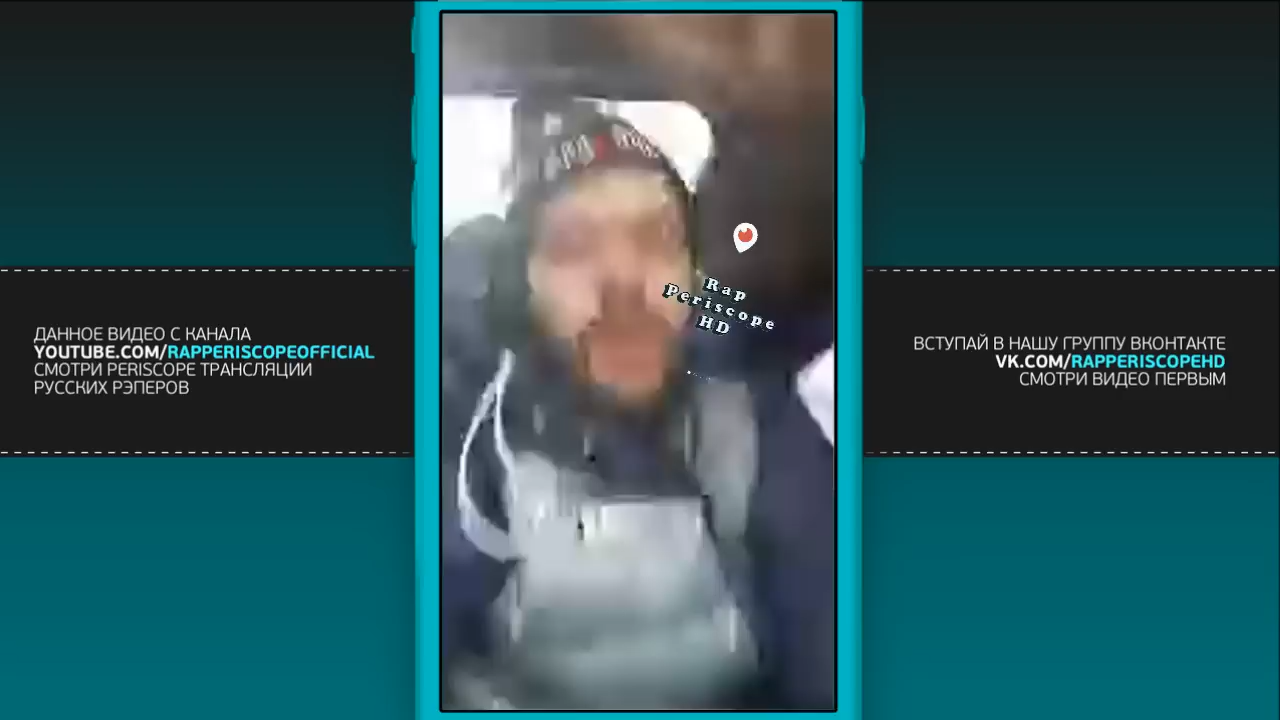 ДАННОЕ ВИДЕО С КАНАЛА
YOUTUBE.COM/RAPPERISCOPEOFFICIAL
СМОТРИ PERISCOPE ТРАНСЛЯЦИИ
РУССКИХ РЭПЕРОВ
Rap
Periscope
HD
ВСТУПАЙ В НАШУ ГРУППУ ВКОНТАКТЕ
VK.COM/RAPPERISCOPEHD
СМОТРИ ВИДЕО ПЕРВЫМ